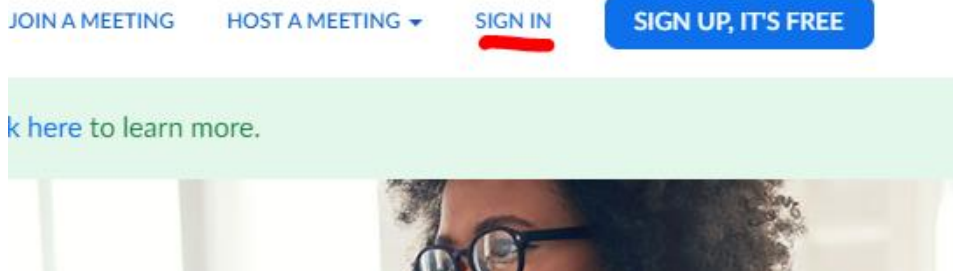 JOIN A MEETING HOST A MEETING SIGN IN SIGN UP, IT'S FREE
k here to learn more.